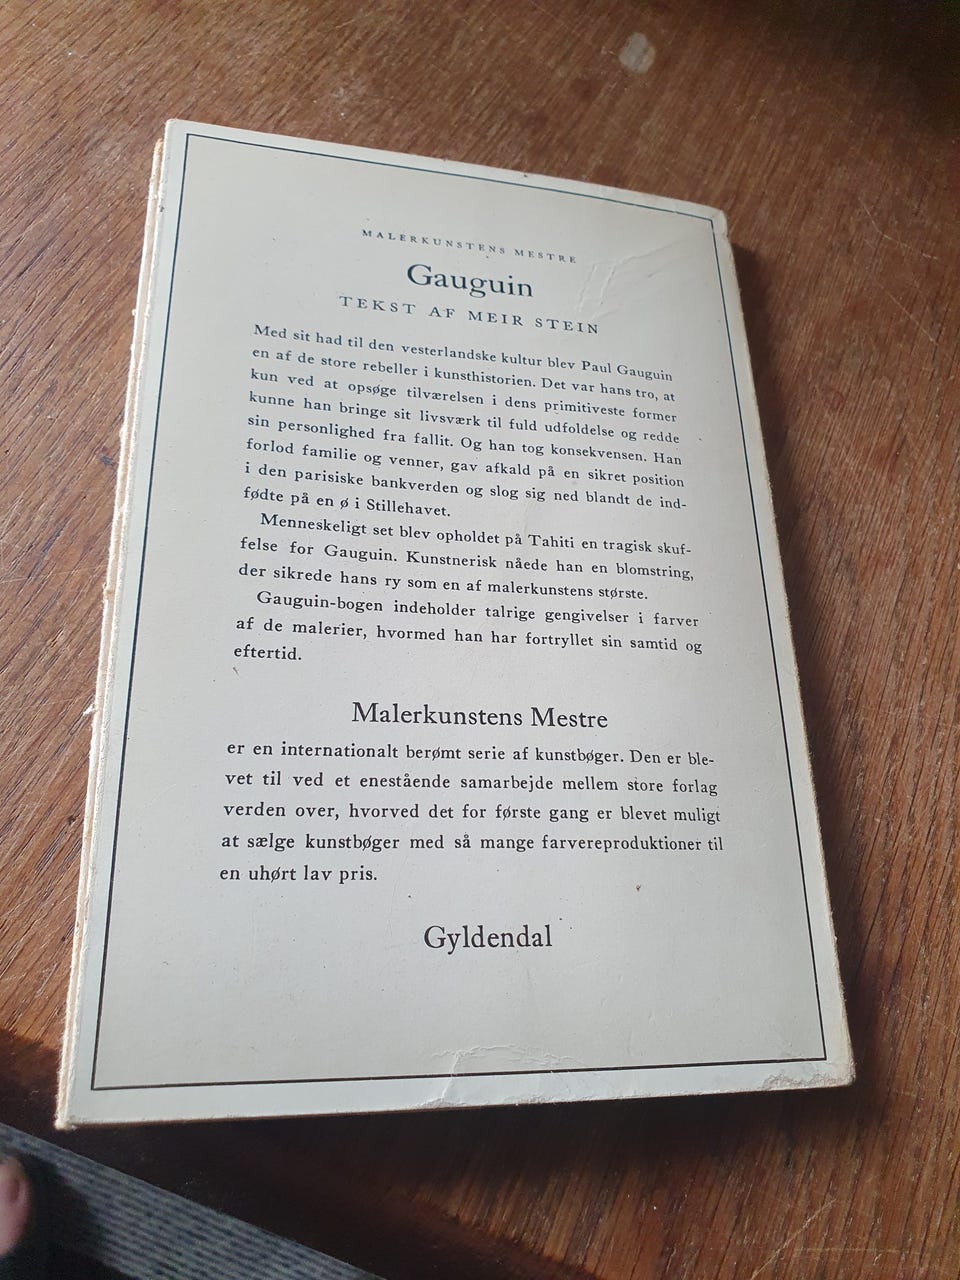 MALERKUNSTENS MESTRE
Gauguin
TEKST AF MEIR STEIN
Med sit had til den vesterlandske kultur blev Paul Gauguin
en af de store rebeller i kunsthistorien. Det var hans tro, at
kun ved at opsøge tilværelsen i dens primitiveste former
kunne han bringe sit livsværk til fuld udfoldelse og redde
sin personlighed fra fallit. Og han tog konsekvensen. Han
forlod familie og venner, gav afkald på en sikret position
i den parisiske bankverden og slog sig ned blandt de ind-
fødte på en ø i Stillehavet.
Menneskeligt set blev opholdet på Tahiti en tragisk skuf-
felse for Gauguin. Kunstnerisk nåede han en blomstring,
der sikrede hans ry som en af malerkunstens største.
Gauguin-bogen indeholder talrige gengivelser i farver
af de malerier, hvormed han har fortryllet sin samtid og
eftertid.
Malerkunstens Mestre
er en internationalt berømt serie af kunstbøger. Den er ble-
vet til ved et enestående samarbejde mellem store forlag
verden over, hvorved det for første gang er blevet muligt
at sælge kunstbøger med så mange farvereproduktioner til
en uhørt lav pris.
Gyldendal